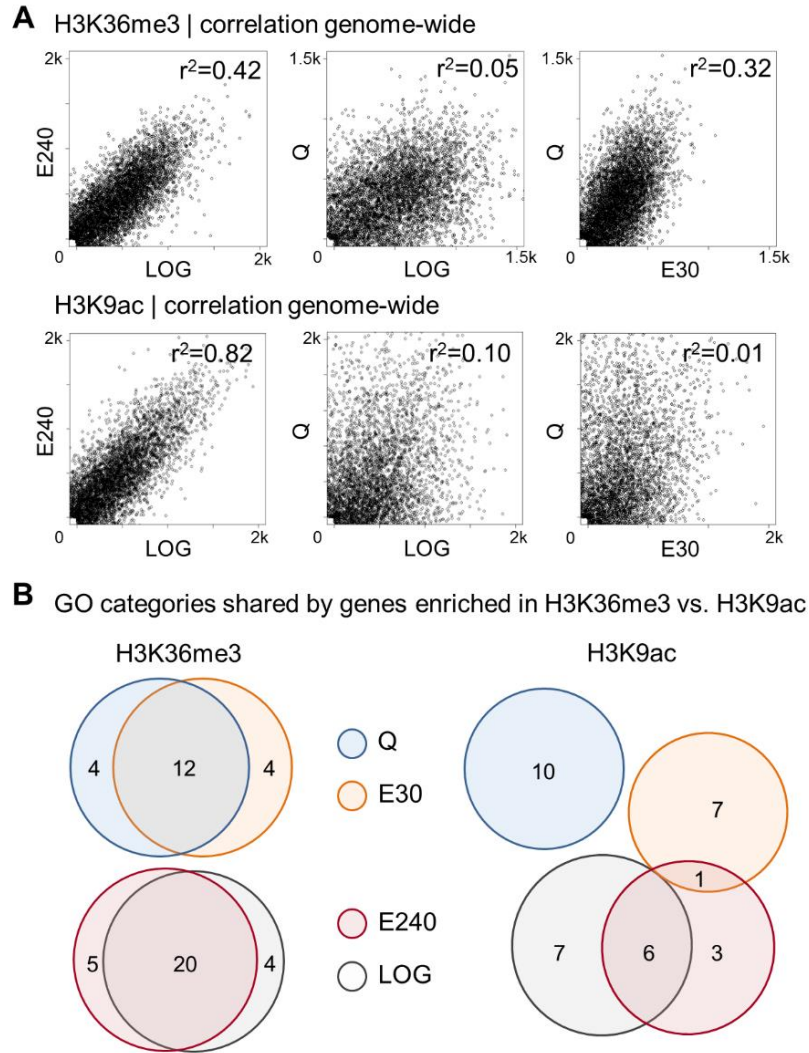 A H3K36me3 | correlation genome-wide
2k r²=0.42
E240
0 LOG 2k
1.5k r²=0.05
Q
0 LOG 1.5k
1.5k r²=0.32
Q
0 E30 1.5k
H3K9ac | correlation genome-wide
2k r²=0.82
E240
0 LOG 2k
2k r²=0.10
Q
0 LOG 2k
2k r²=0.01
Q
0 E30 2k
B GO categories shared by genes enriched in H3K36me3 vs. H3K9ac
H3K36me3
4 12 4
5 20 4
Q
E30
E240
LOG
H3K9ac
10
7
1
7 6 3